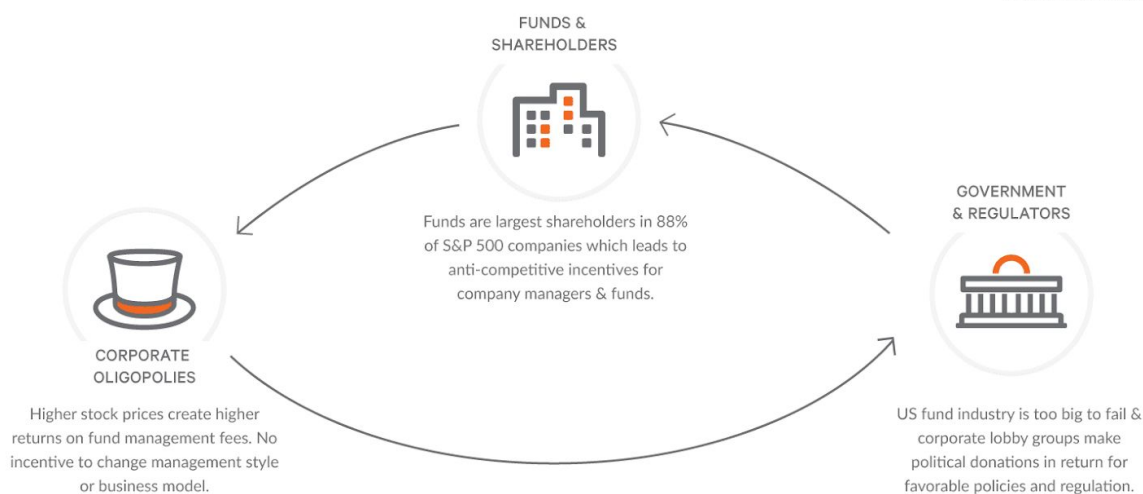 FUNDS &
SHAREHOLDERS
Funds are largest shareholders in 88%
of S&P 500 companies which leads to
anti-competitive incentives for
company managers & funds.
CORPORATE
OLIGOPOLIES
Higher stock prices create higher
returns on fund management fees. No
incentive to change management style
or business model.
GOVERNMENT
& REGULATORS
US fund industry is too big to fail &
corporate lobby groups make
political donations in return for
favorable policies and regulation.